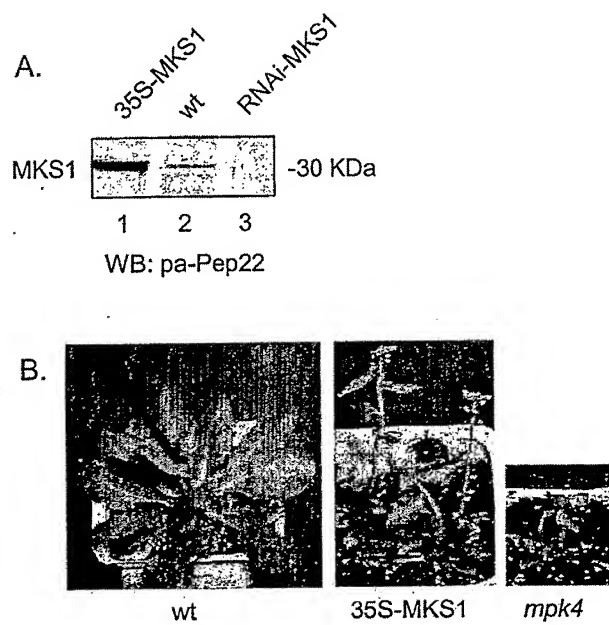 A.
35S-MKS1
wt
RNAi-MKS1
MKS1
-30 KDa
1 2 3
WB: pa-Pep22
B.
wt
35S-MKS1
mpk4